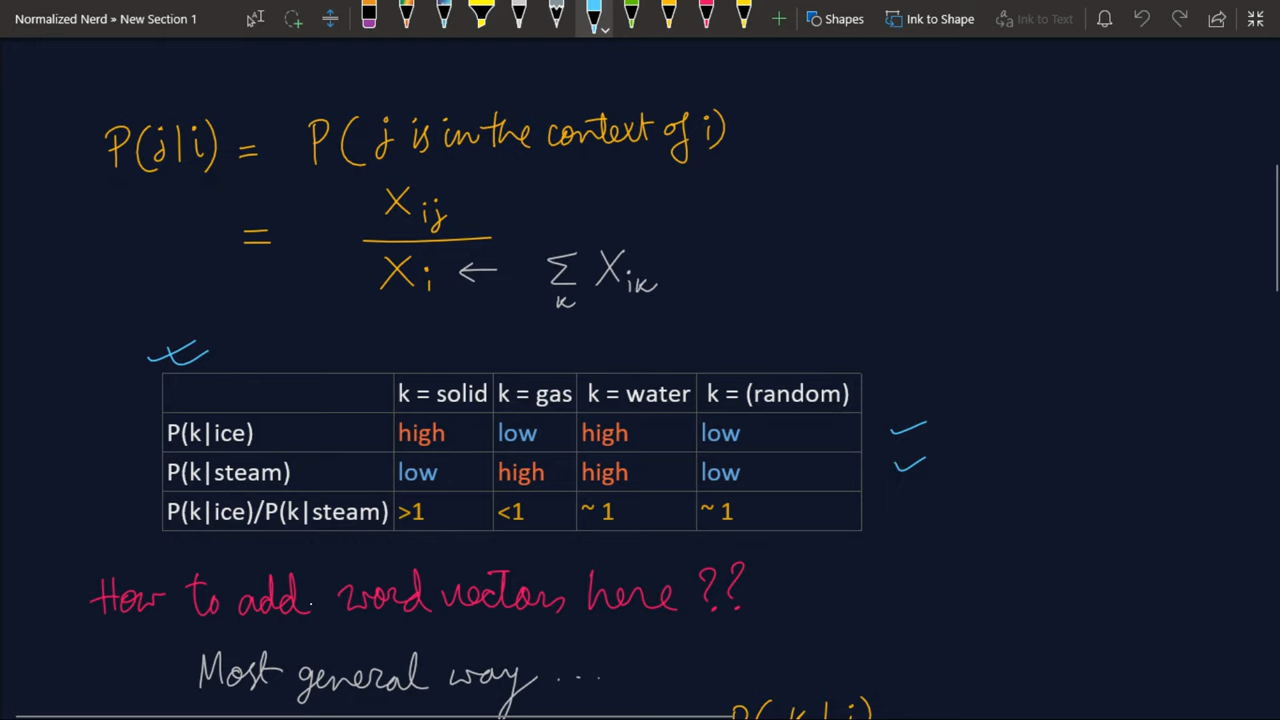 Normalized Nerd » New Section 1
Shapes
Ink to Shape
Ink to Text
P(j|i) = P(j is in the context of i)
= X_ij / X_i ← Σ_k X_ik
k = solid k = gas k = water k = (random)
P(k|ice) high low high low
P(k|steam) low high high low
P(k|ice)/P(k|steam) >1 <1 ~ 1 ~ 1
How to add word vectors here ??
Most general way ...
P(k|i)